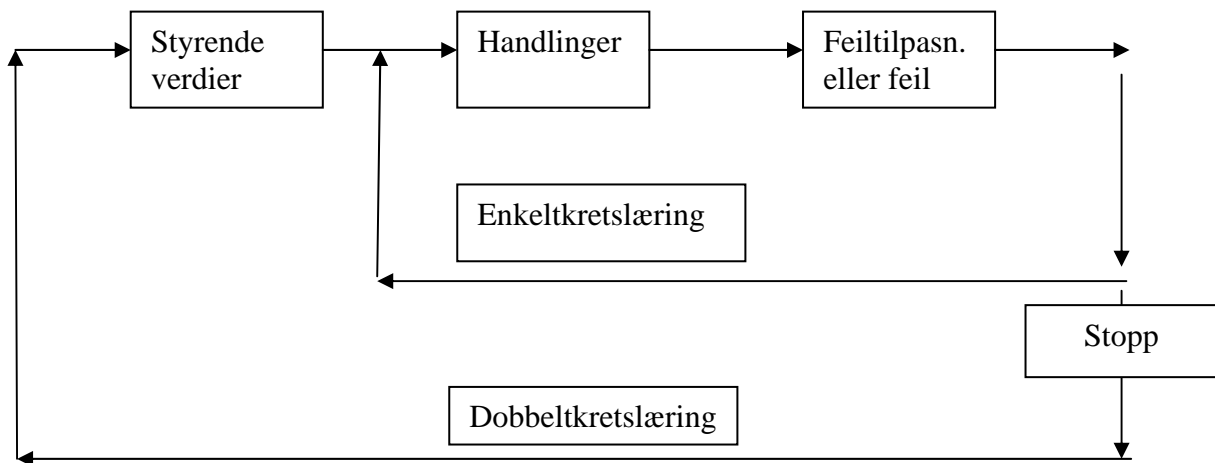 Styrende
verdier
Handlinger
Feiltilpasn.
eller feil
Enkeltkretslæring
Stopp
Dobbeltkretslæring